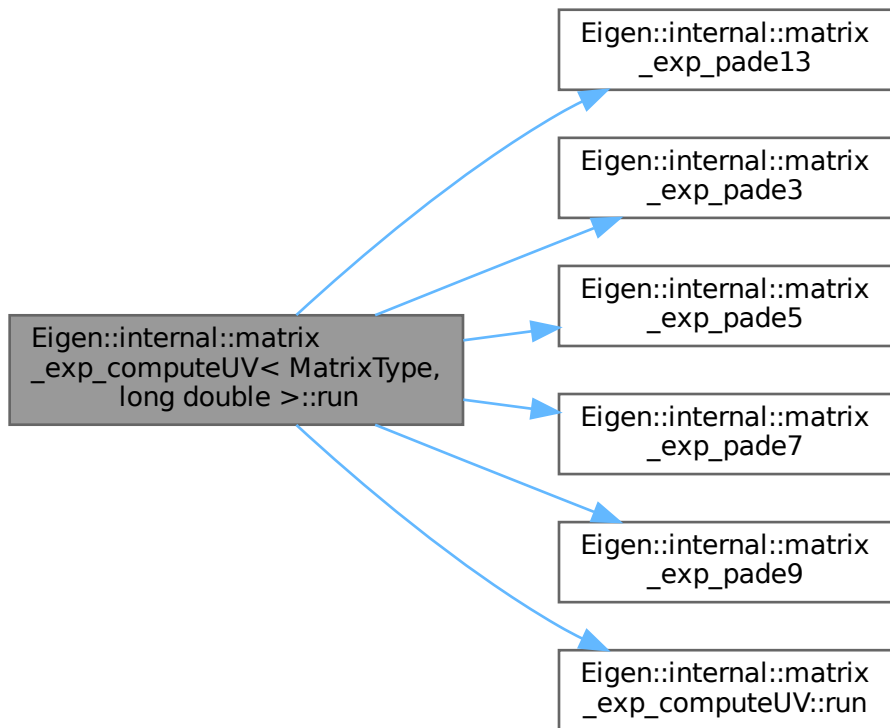 Eigen::internal::matrix
_exp_pade13
Eigen::internal::matrix
_exp_pade3
Eigen::internal::matrix
_exp_pade5
Eigen::internal::matrix
_exp_computeUV< MatrixType,
long double >::run
Eigen::internal::matrix
_exp_pade7
Eigen::internal::matrix
_exp_pade9
Eigen::internal::matrix
_exp_computeUV::run